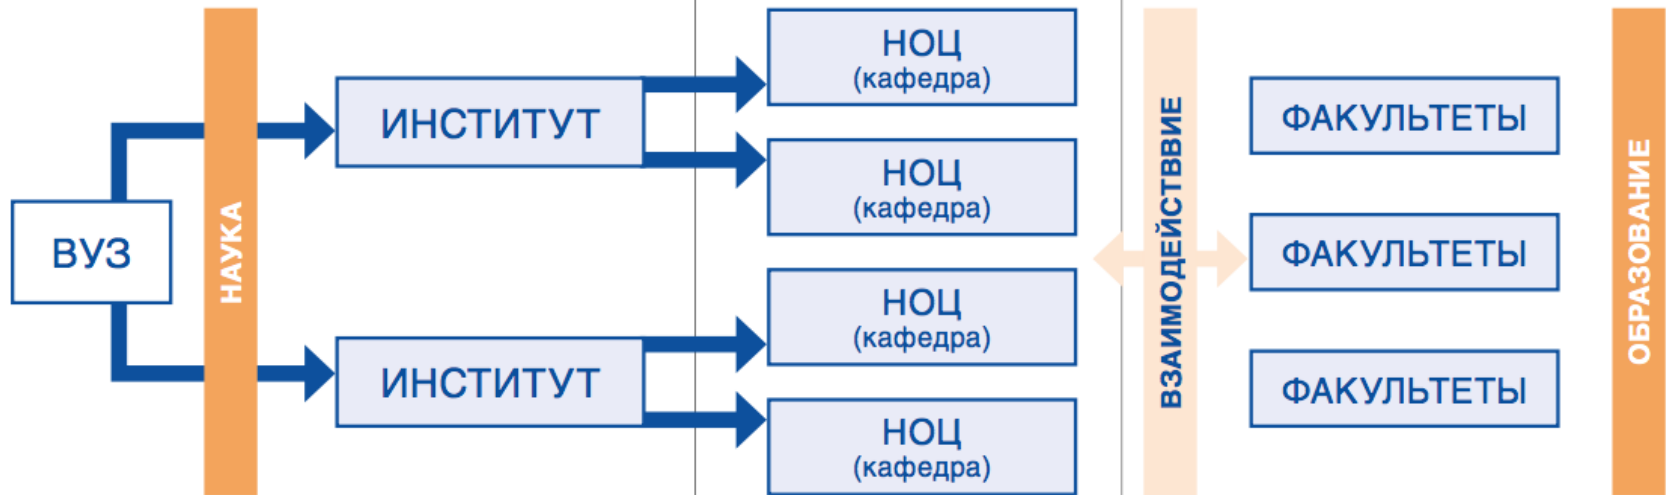 ВУЗ
НАУКА
ИНСТИТУТ
ИНСТИТУТ
НОЦ
(кафедра)
НОЦ
(кафедра)
НОЦ
(кафедра)
НОЦ
(кафедра)
ВЗАИМОДЕЙСТВВИЕ
ФАКУЛЬТЕТЫ
ФАКУЛЬТЕТЫ
ФАКУЛЬТЕТЫ
ОБРАЗОВАНИЕ